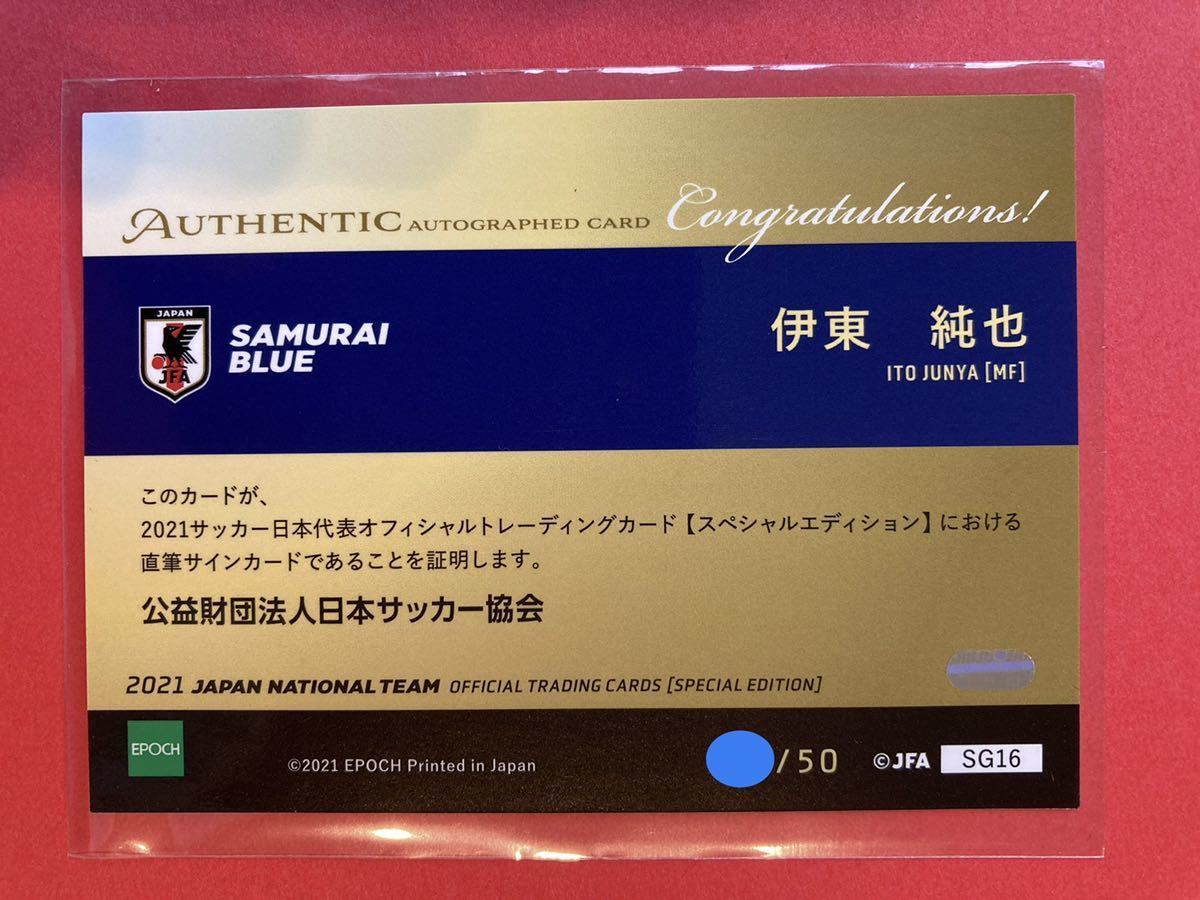 AUTHENTIC AUTOGRAPHED CARD Congratulations!
JAPAN
JFA
SAMURAI
BLUE
伊東　純也
ITO JUNYA [MF]
このカードが、
2021サッカー日本代表オフィシャルトレーディングカード【スペシャルエディション】における
直筆サインカードであることを証明します。
公益財団法人日本サッカー協会
2021 JAPAN NATIONAL TEAM OFFICIAL TRADING CARDS [SPECIAL EDITION]
EPOCH
©2021 EPOCH Printed in Japan
/50
©JFA
SG16